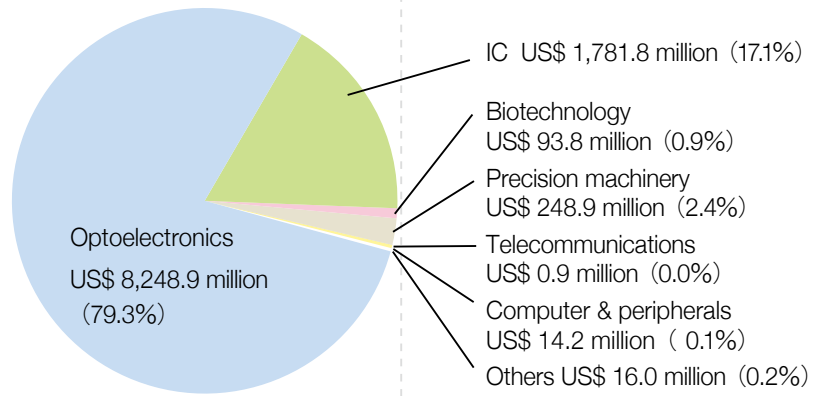 IC US$ 1,781.8 million (17.1%)
Biotechnology
US$ 93.8 million (0.9%)
Precision machinery
US$ 248.9 million (2.4%)
Telecommunications
US$ 0.9 million (0.0%)
Computer & peripherals
US$ 14.2 million ( 0.1%)
Others US$ 16.0 million (0.2%)
Optoelectronics
US$ 8,248.9 million
(79.3%)